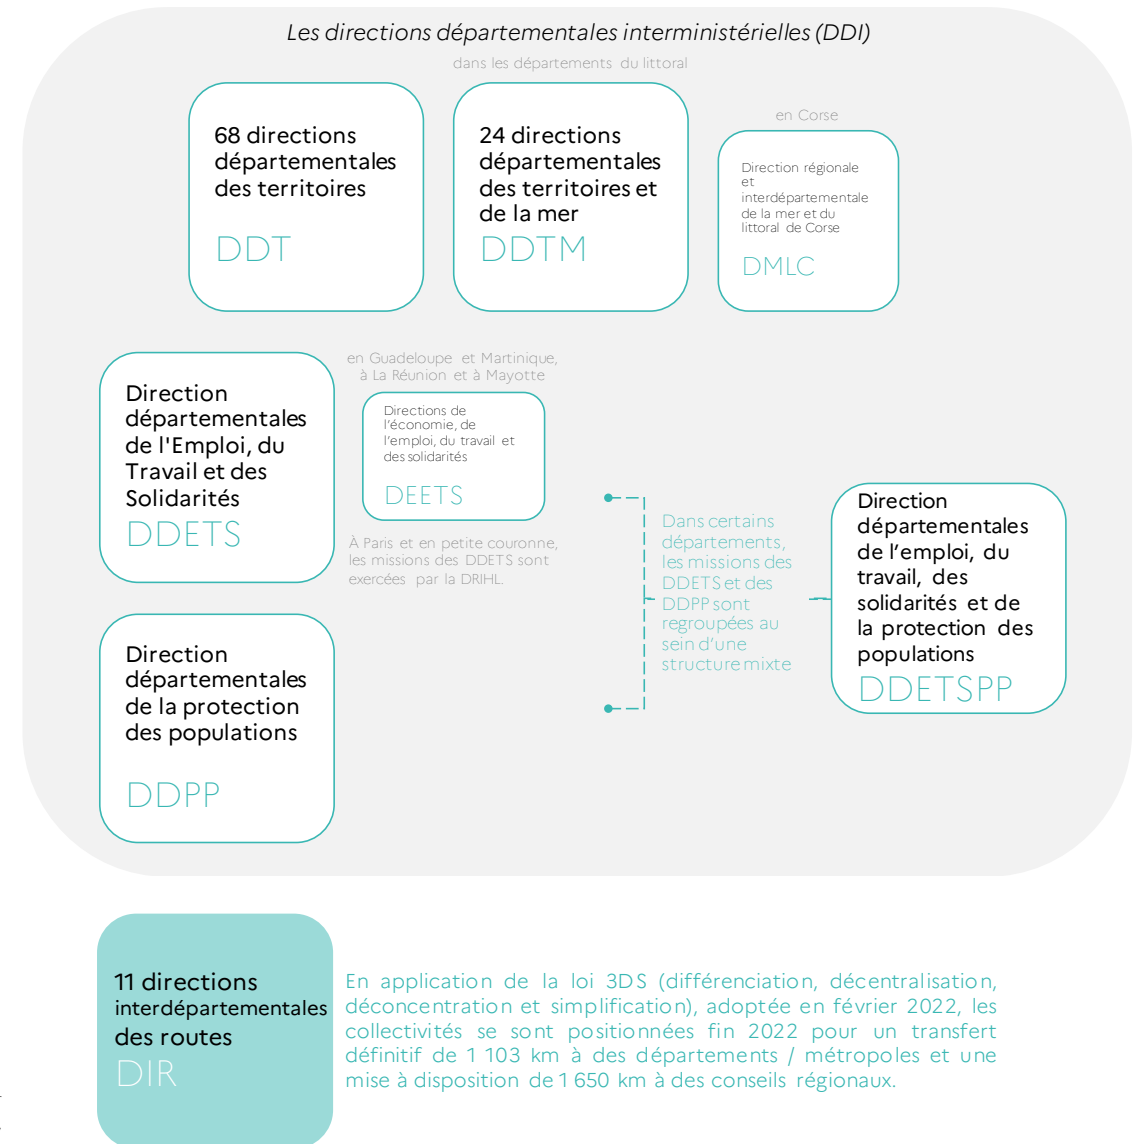 Les directions départementales interministérielles (DDI)
dans les départements du littoral
68 directions
départementales
des territoires
DDT
24 directions
départementales
des territoires et
de la mer
DDTM
en Corse
Direction régionale
et
interdépartementale
de la mer et du
littoral de Corse
DMLC
Direction
départementales
de l'Emploi, du
Travail et des
Solidarités
DDETS
en Guadeloupe et Martinique,
à La Réunion et à Mayotte
Directions de
l'économie, de
l'emploi, du travail et
des solidarités
DEETS
À Paris et en petite couronne,
les missions des DDETS sont
exercées par la DRIHL.
Dans certains
départements,
les missions des
DDETS et des
DDPP sont
regroupées au
sein d'une
structure mixte
Direction
départementales
de l'emploi, du
travail, des
solidarités et de
la protection des
populations
DDETSPP
Direction
départementales
de la protection
des populations
DDPP
11 directions
interdépartementales
des routes
DIR
En application de la loi 3DS (différenciation, décentralisation,
déconcentration et simplification), adoptée en février 2022, les
collectivités se sont positionnées fin 2022 pour un transfert
définitif de 1 103 km à des départements / métropoles et une
mise à disposition de 1 650 km à des conseils régionaux.